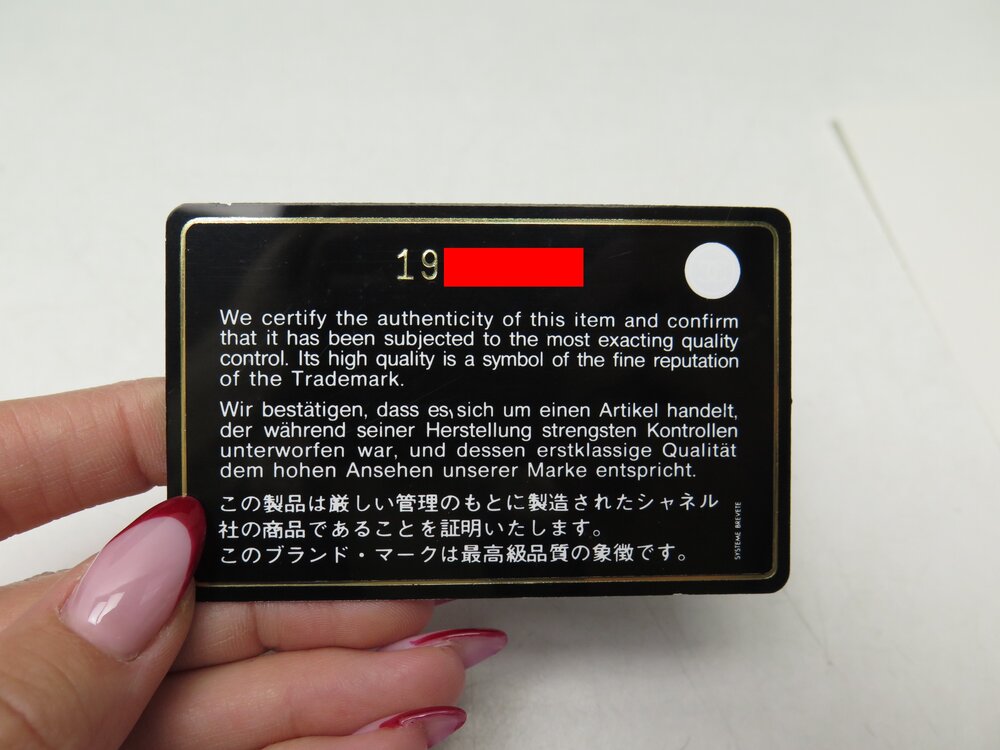 19
We certify the authenticity of this item and confirm
that it has been subjected to the most exacting quality
control. Its high quality is a symbol of the fine reputation
of the Trademark.
Wir bestätigen, dass es sich um einen Artikel handelt,
der während seiner Herstellung strengsten Kontrollen
unterworfen war, und dessen erstklassige Qualität
dem hohen Ansehen unserer Marke entspricht.
この製品は厳しい管理のもとに製造されたシャネル
社の商品であることを証明いたします。
このブランド・マークは最高級品質の象徴です。
SYSTEME BREVETE